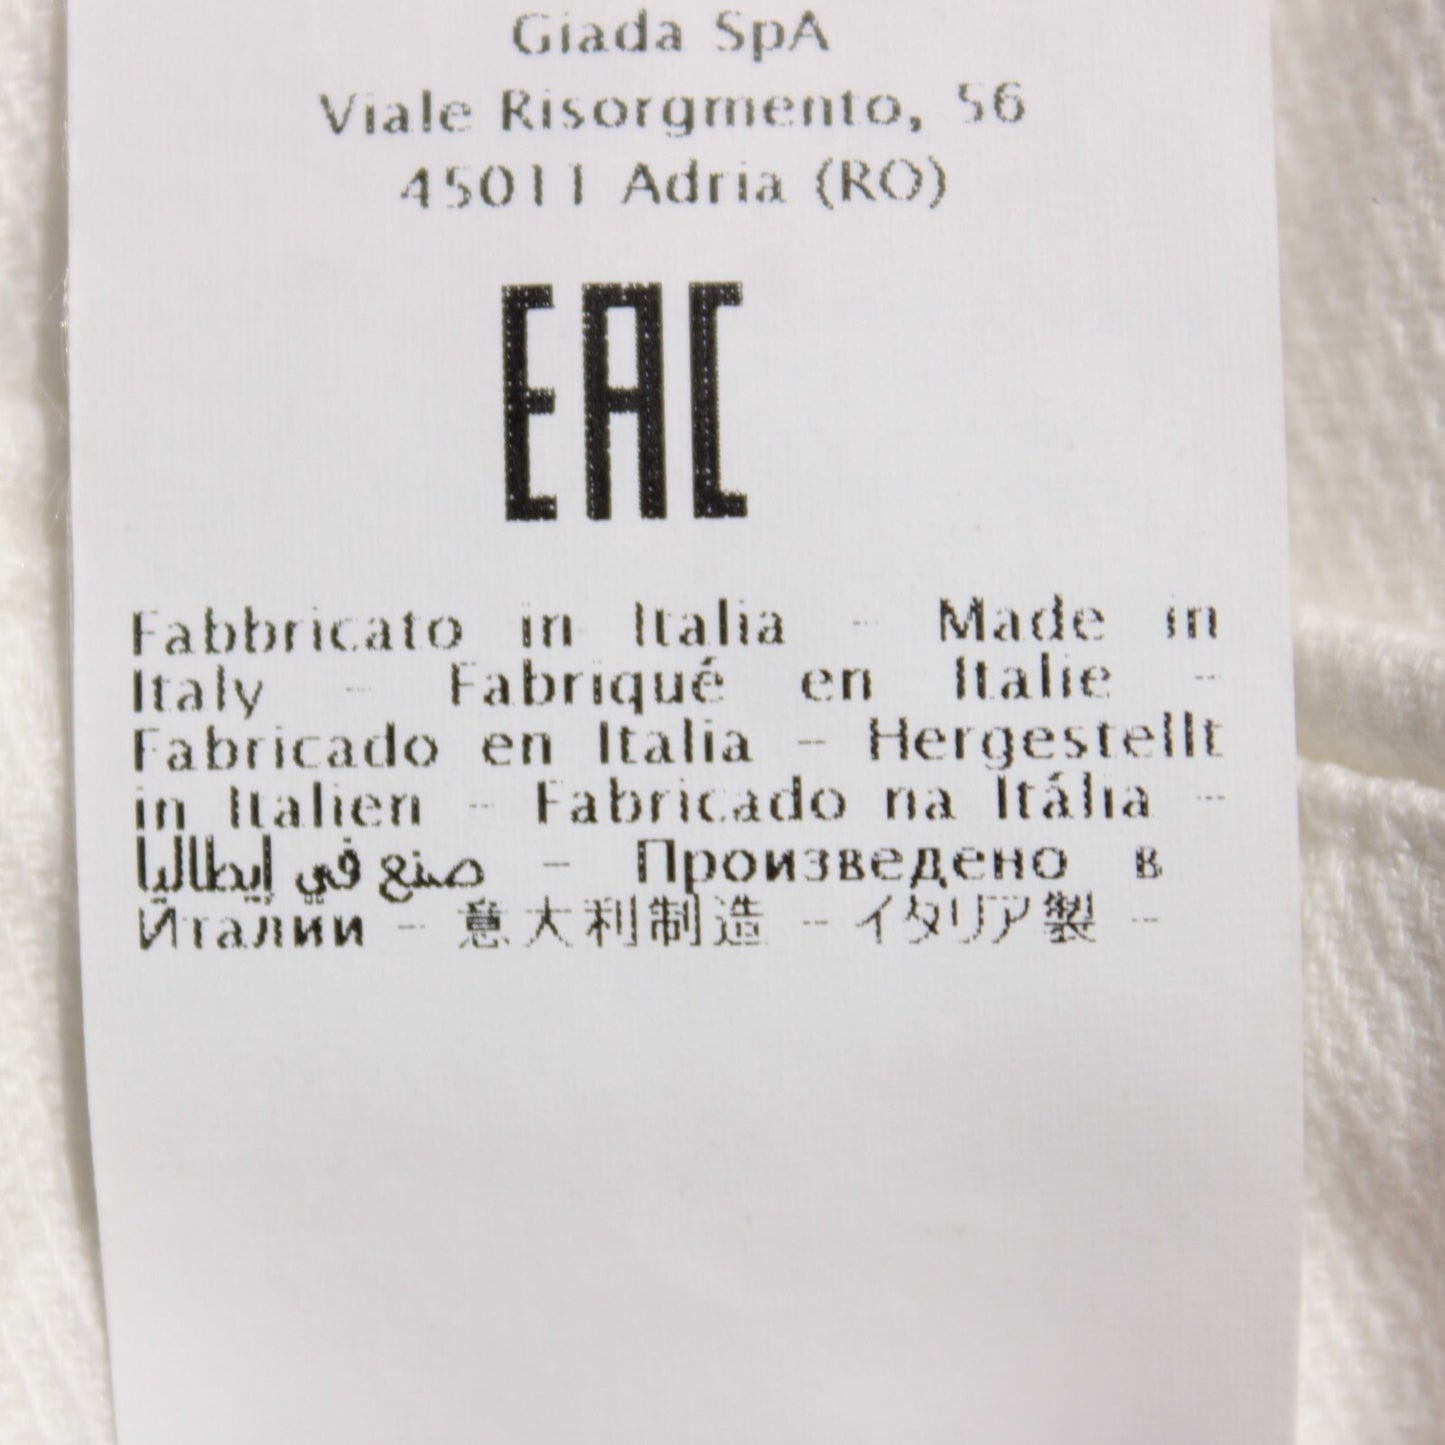 Giada SpA
Viale Risorgmento, 56
45011 Adria (RO)
EAC
Fabbricato in Italia - Made in
Italy - Fabriqué en Italie -
Fabricado en Italia - Hergestellt
in Italien - Fabricado na Itália -
صنع في إيطاليا - Произведено в
Италии - 意大利制造 - イタリア製 -